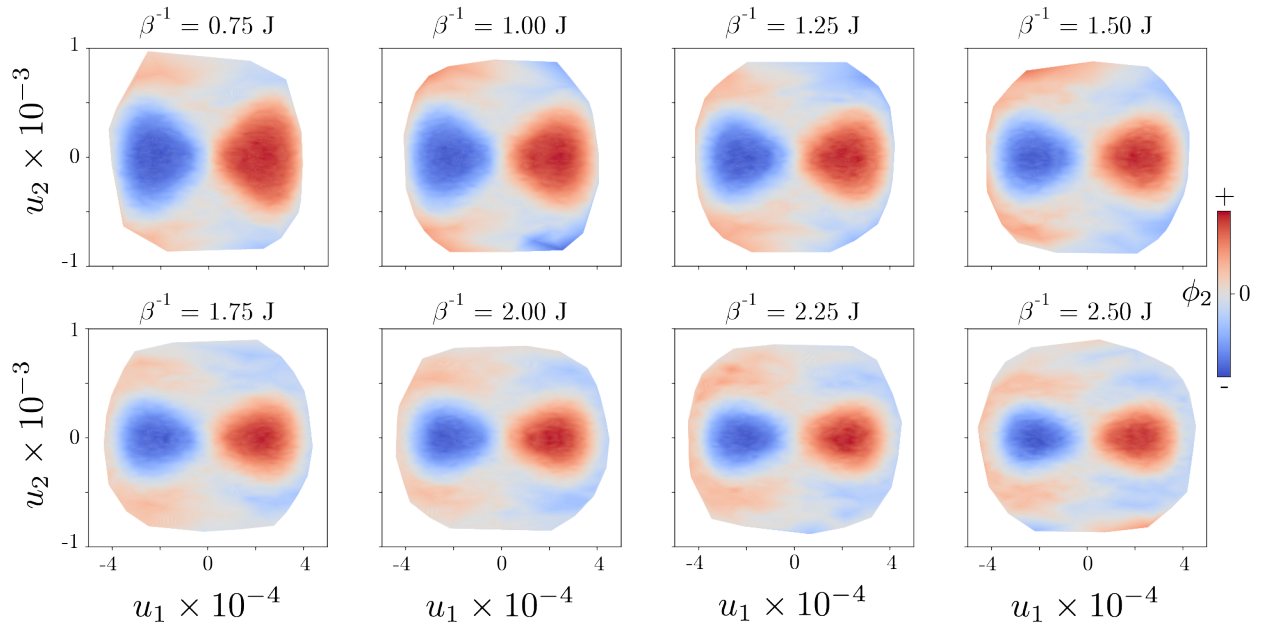 β⁻¹ = 0.75 J
β⁻¹ = 1.00 J
β⁻¹ = 1.25 J
β⁻¹ = 1.50 J
1
0
-1
u₂ × 10⁻³
+
ϕ₂
0
-
β⁻¹ = 1.75 J
β⁻¹ = 2.00 J
β⁻¹ = 2.25 J
β⁻¹ = 2.50 J
1
0
-1
u₂ × 10⁻³
-4 0 4
-4 0 4
-4 0 4
-4 0 4
u₁ × 10⁻⁴
u₁ × 10⁻⁴
u₁ × 10⁻⁴
u₁ × 10⁻⁴